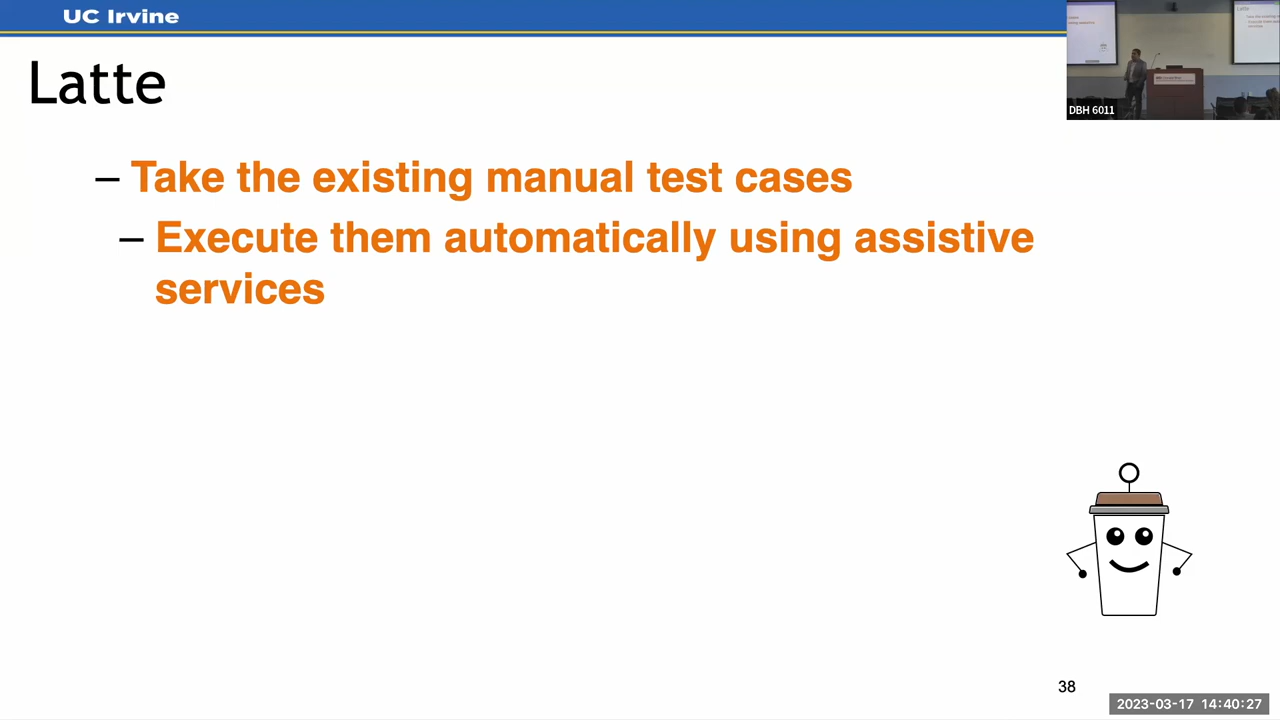 UC Irvine
Latte
– Take the existing manual test cases
– Execute them automatically using assistive
services
DBH 6011
38
2023-03-17 14:40:27